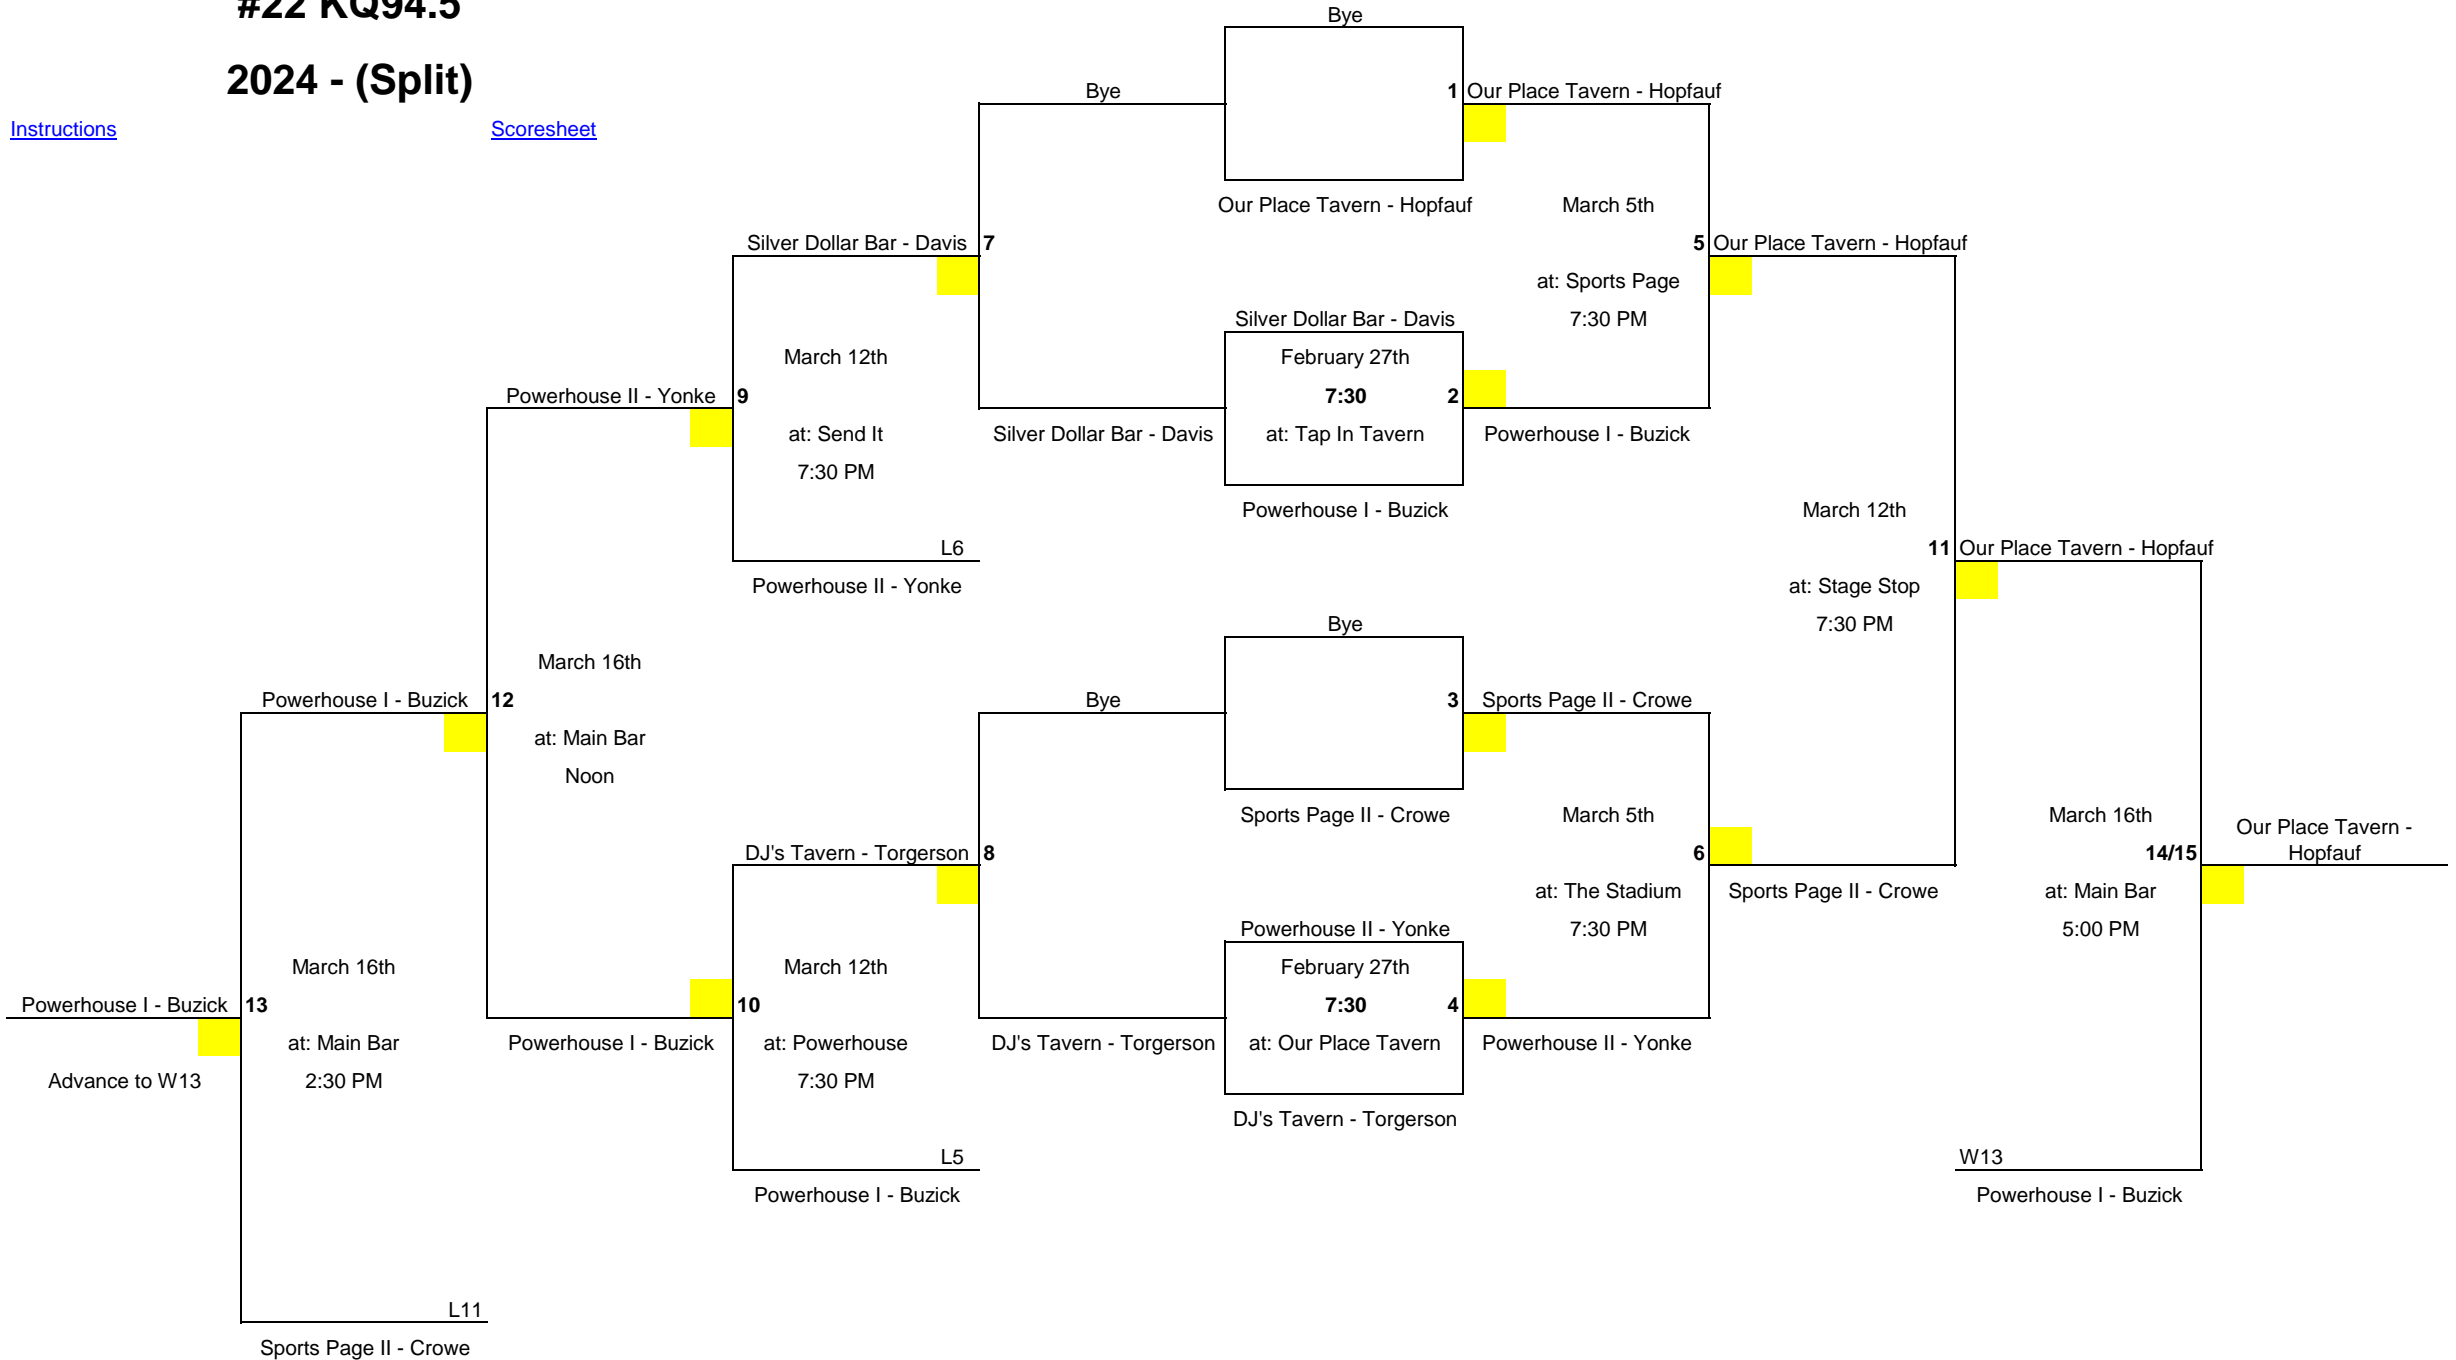 #22 KQ94.5
2024 - (Split)
Instructions
Scoresheet
Bye
Bye
1
Our Place Tavern - Hopfauf
Our Place Tavern - Hopfauf
March 5th
Silver Dollar Bar - Davis
7
5
Our Place Tavern - Hopfauf
at: Sports Page
Silver Dollar Bar - Davis
7:30 PM
March 12th
February 27th
Powerhouse II - Yonke
9
7:30
2
at: Send It
Silver Dollar Bar - Davis
at: Tap In Tavern
Powerhouse I - Buzick
7:30 PM
Powerhouse I - Buzick
March 12th
L6
11
Our Place Tavern - Hopfauf
Powerhouse II - Yonke
at: Stage Stop
Bye
7:30 PM
March 16th
Powerhouse I - Buzick
12
Bye
3
Sports Page II - Crowe
at: Main Bar
Noon
Sports Page II - Crowe
March 5th
March 16th
Our Place Tavern -
Hopfauf
DJ's Tavern - Torgerson
8
6
14/15
at: The Stadium
Sports Page II - Crowe
at: Main Bar
Powerhouse II - Yonke
7:30 PM
5:00 PM
March 16th
March 12th
February 27th
Powerhouse I - Buzick
13
10
7:30
4
at: Main Bar
Powerhouse I - Buzick
at: Powerhouse
DJ's Tavern - Torgerson
at: Our Place Tavern
Powerhouse II - Yonke
Advance to W13
2:30 PM
7:30 PM
DJ's Tavern - Torgerson
L5
W13
Powerhouse I - Buzick
Powerhouse I - Buzick
L11
Sports Page II - Crowe